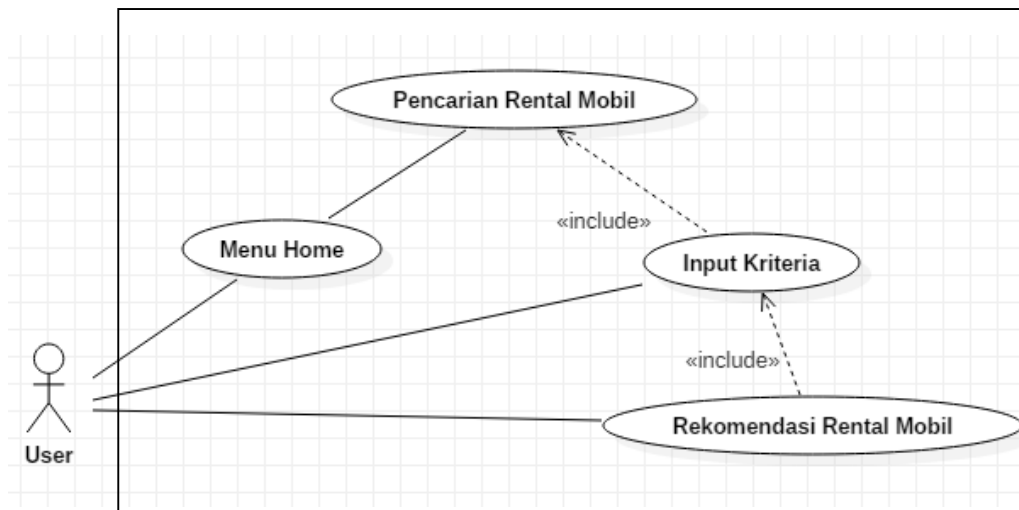 Pencarian Rental Mobil
«include»
Menu Home
Input Kriteria
«include»
Rekomendasi Rental Mobil
User